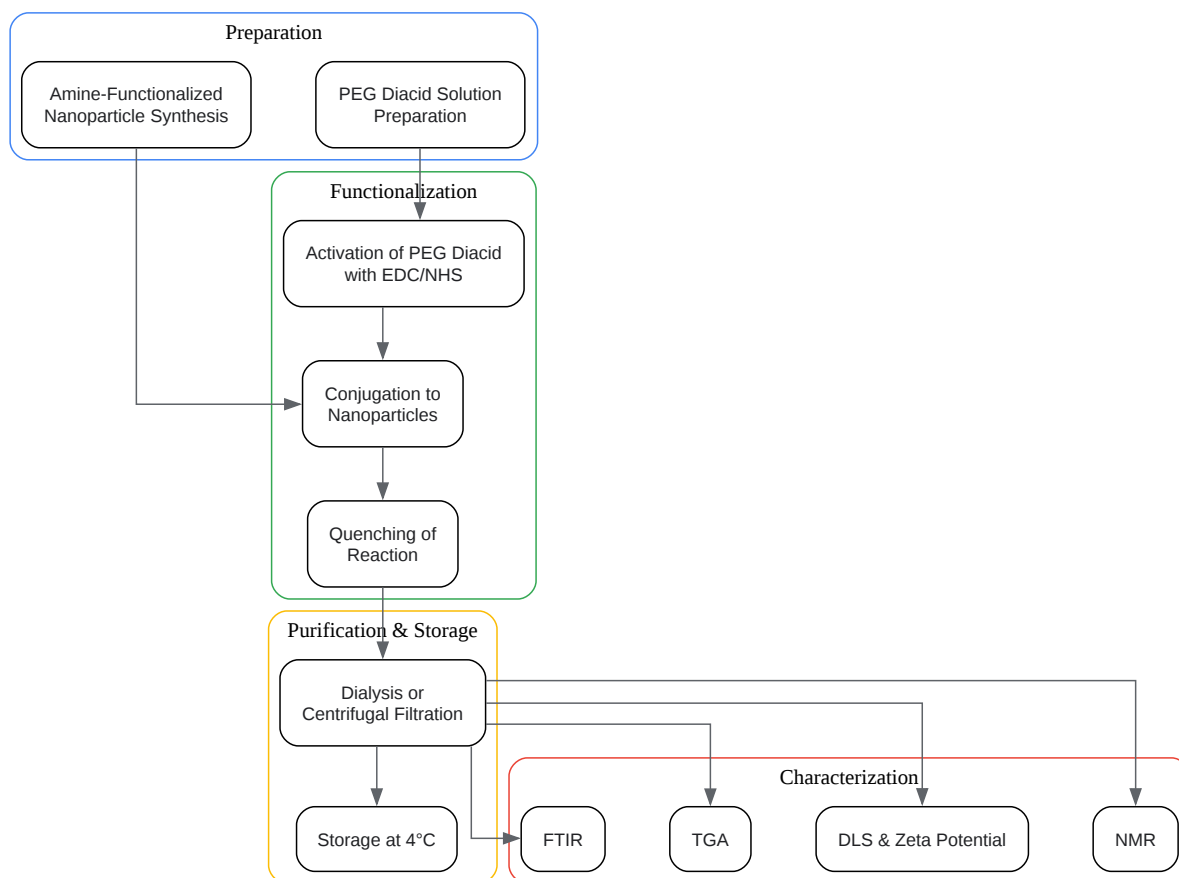 Preparation
Amine-Functionalized
Nanoparticle Synthesis
PEG Diacid Solution
Preparation
Functionalization
Activation of PEG Diacid
with EDC/NHS
Conjugation to
Nanoparticles
Quenching of
Reaction
Purification & Storage
Dialysis or
Centrifugal Filtration
Characterization
Storage at 4°C
FTIR
TGA
DLS & Zeta Potential
NMR